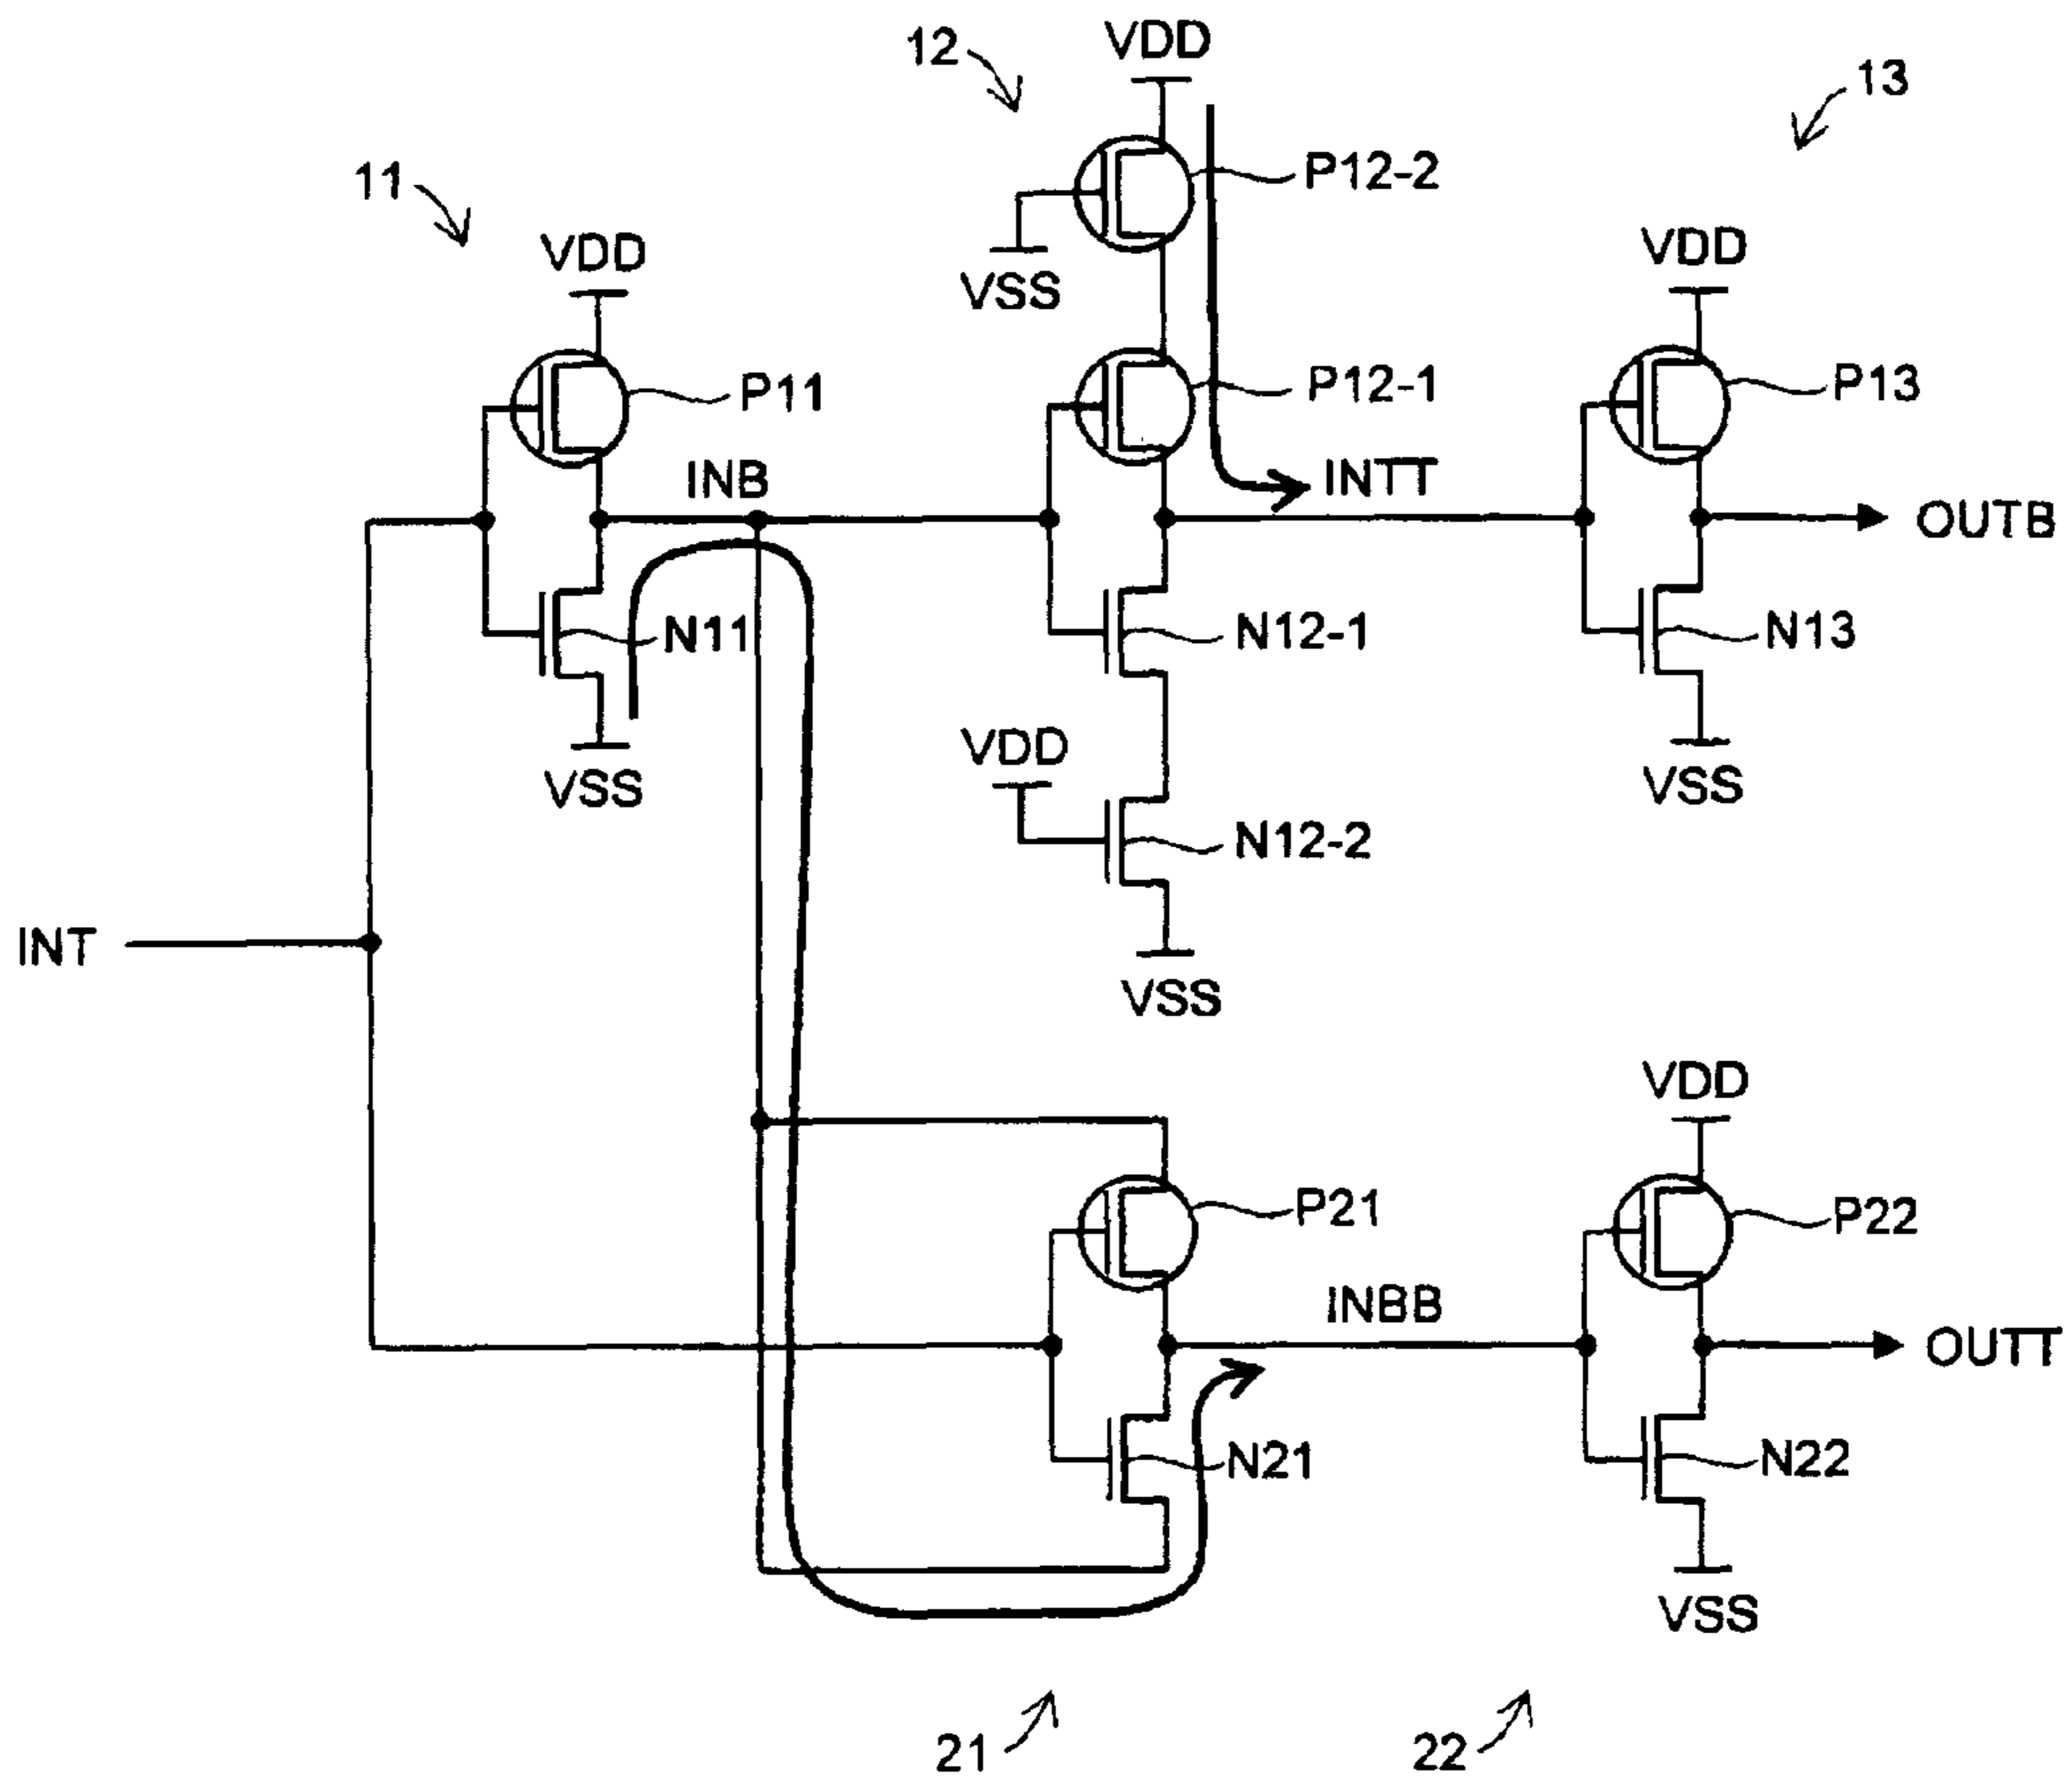 12
VDD
13
11
P12-2
VDD
VSS
VDD
P11
P12-1
P13
INB
INTT
OUTB
N11
N12-1
N13
VSS
VDD
VSS
N12-2
INT
VSS
VDD
P21
P22
INBB
OUTT
N21
N22
VSS
21
22